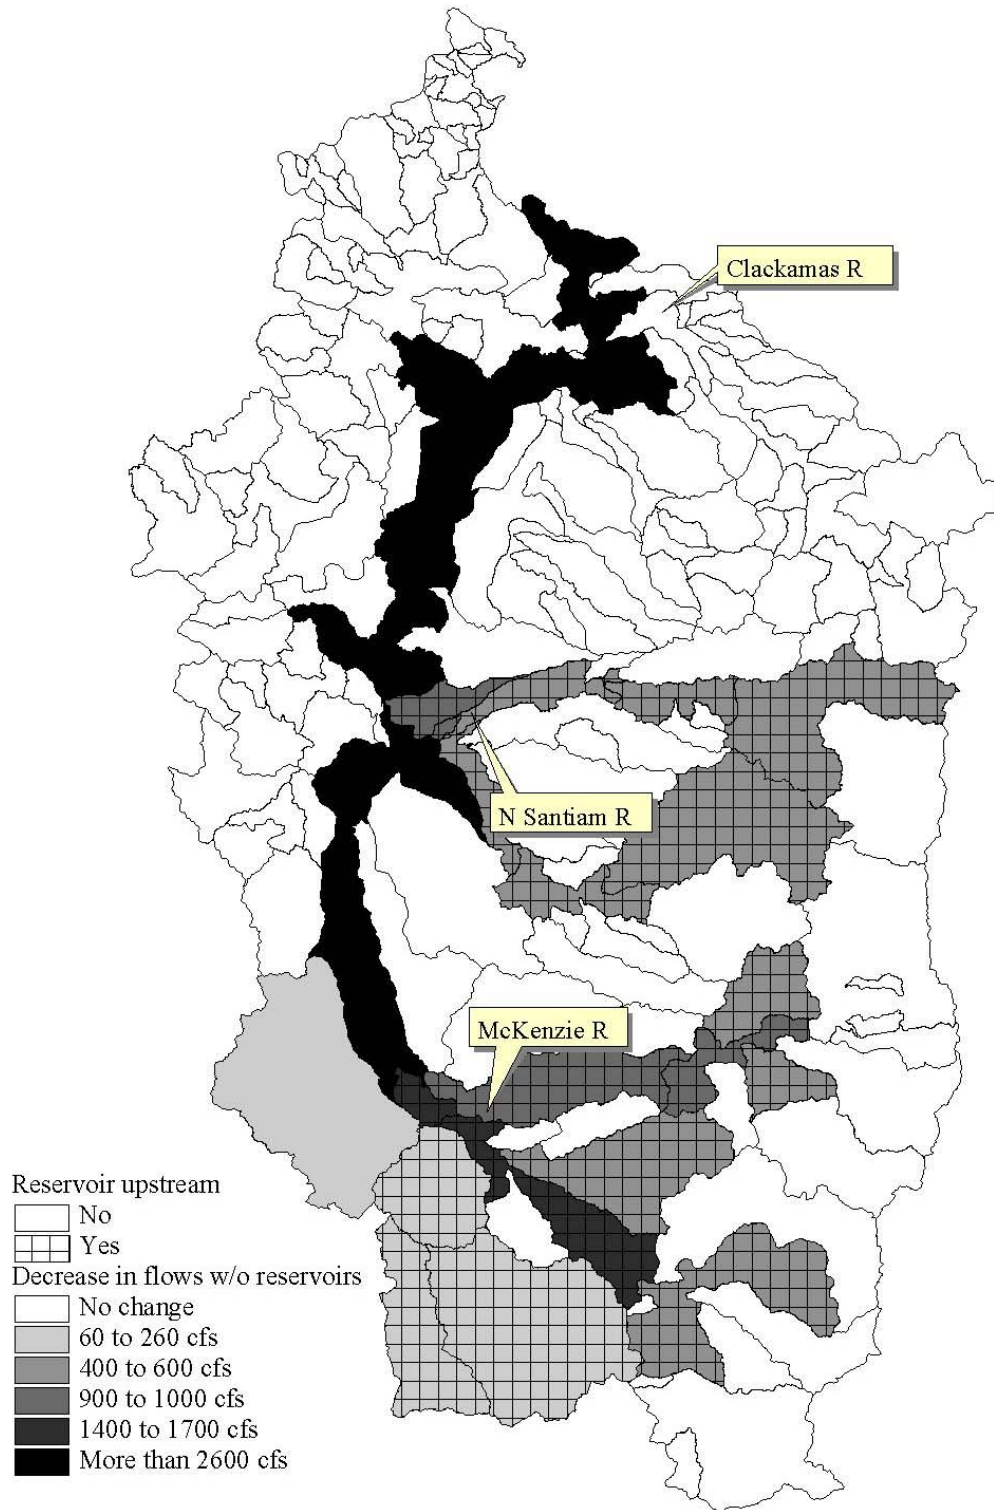 Clackamas R
N Santiam R
McKenzie R
Reservoir upstream
No
Yes
Decrease in flows w/o reservoirs
No change
60 to 260 cfs
400 to 600 cfs
900 to 1000 cfs
1400 to 1700 cfs
More than 2600 cfs